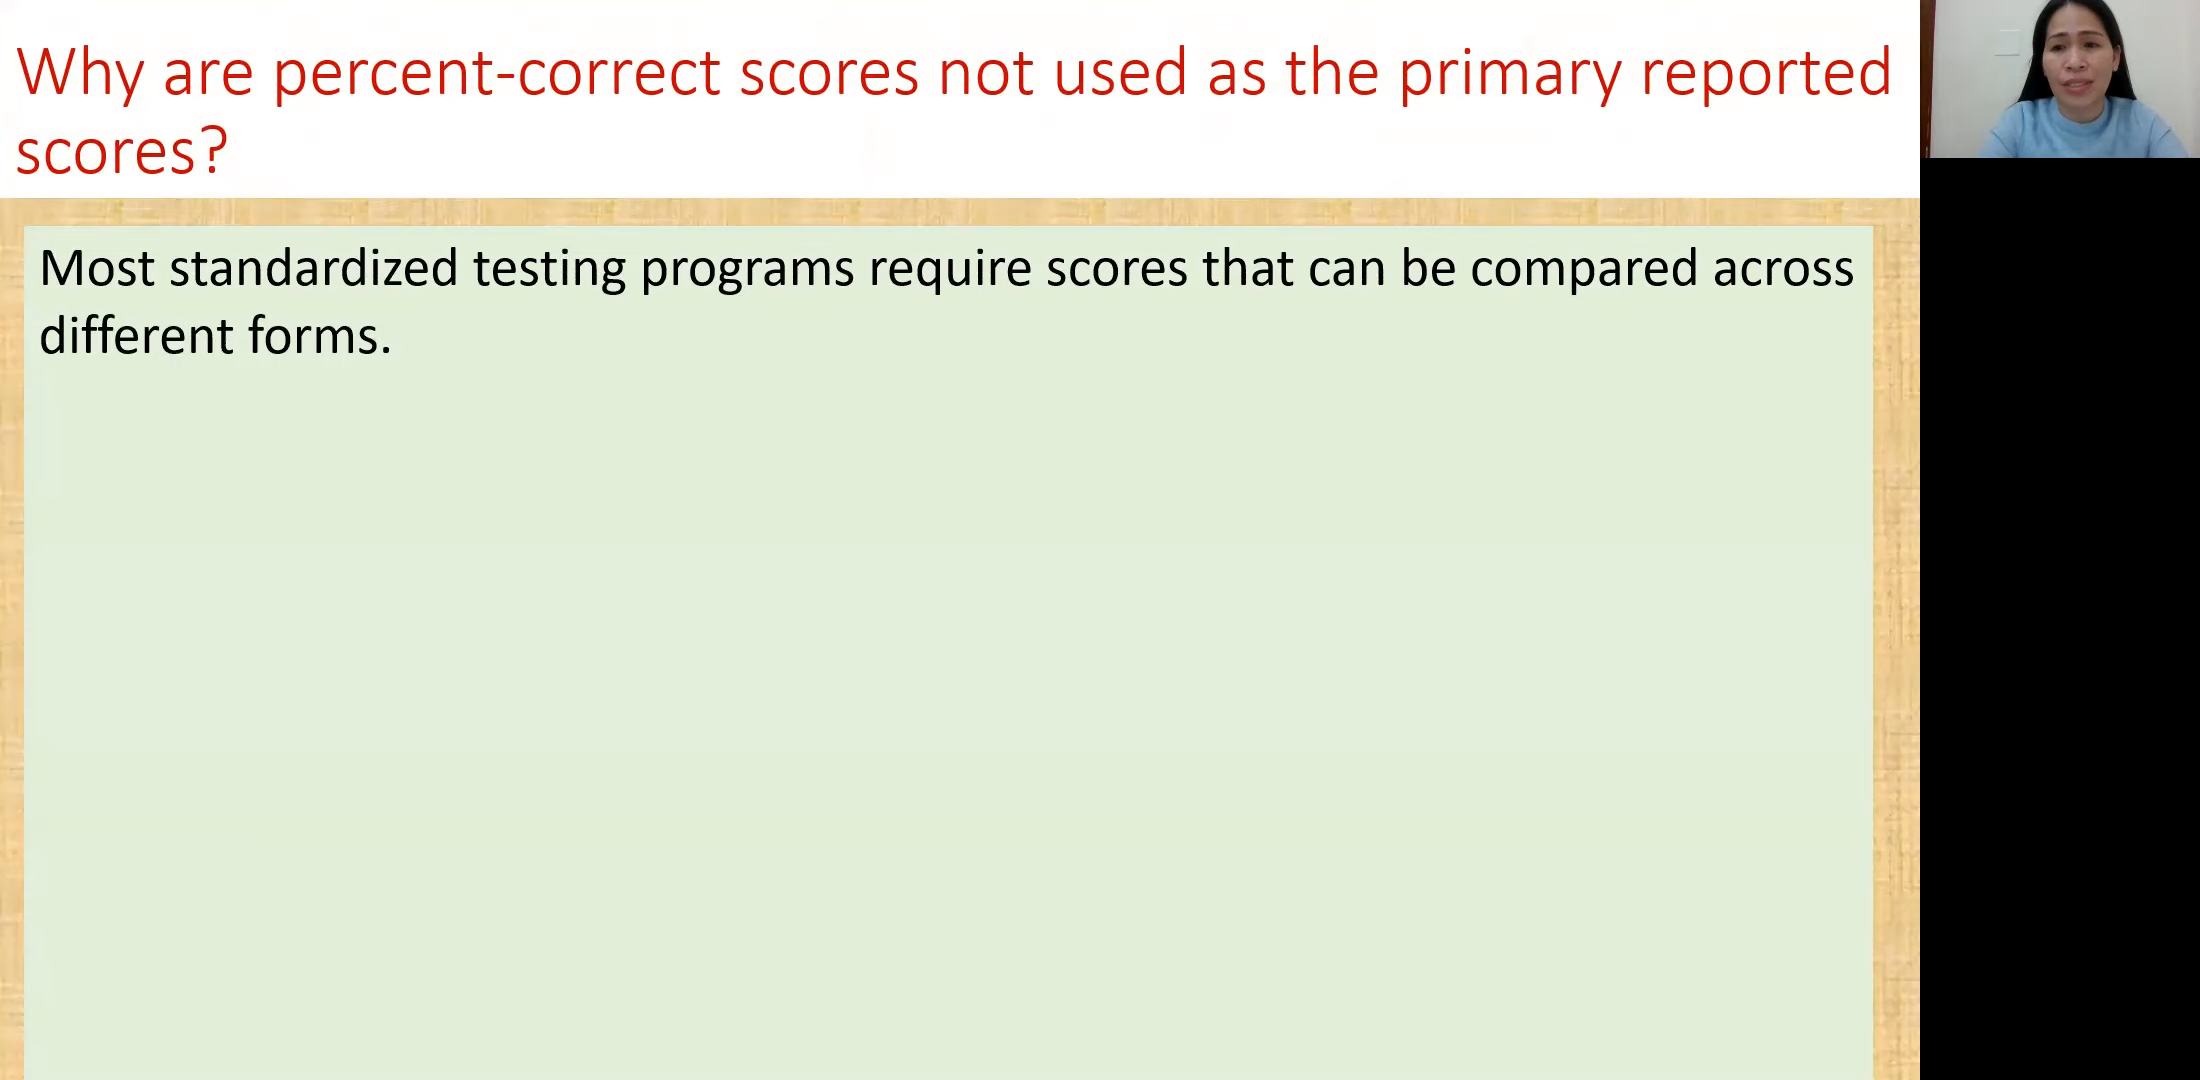 Why are percent-correct scores not used as the primary reported
scores?
Most standardized testing programs require scores that can be compared across
different forms.